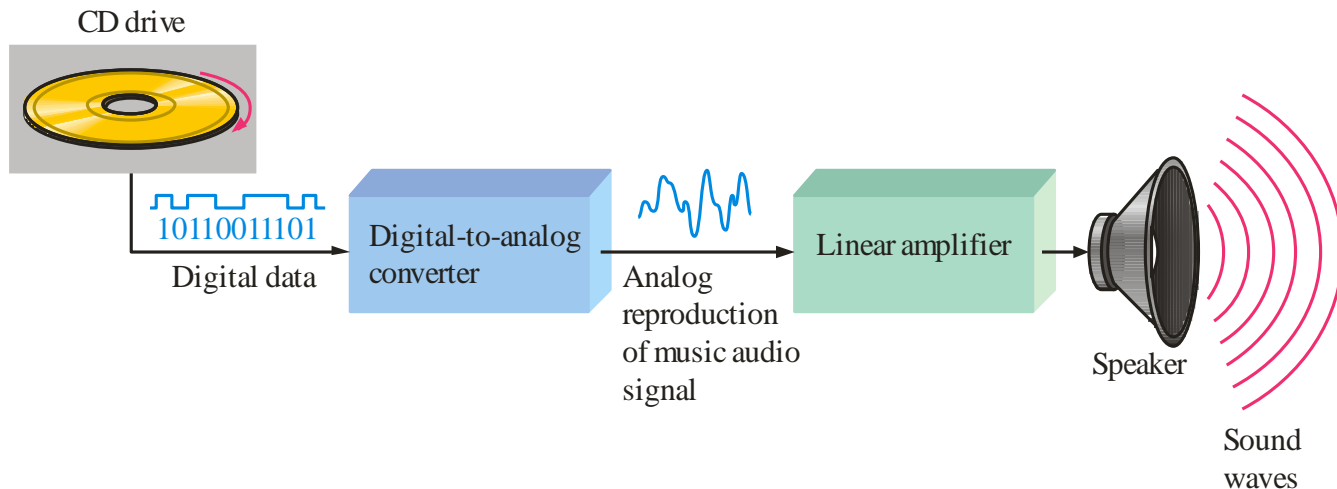 CD drive
10110011101
Digital data
Digital-to-analog
converter
Analog
reproduction
of music audio
signal
Linear amplifier
Speaker
Sound
waves